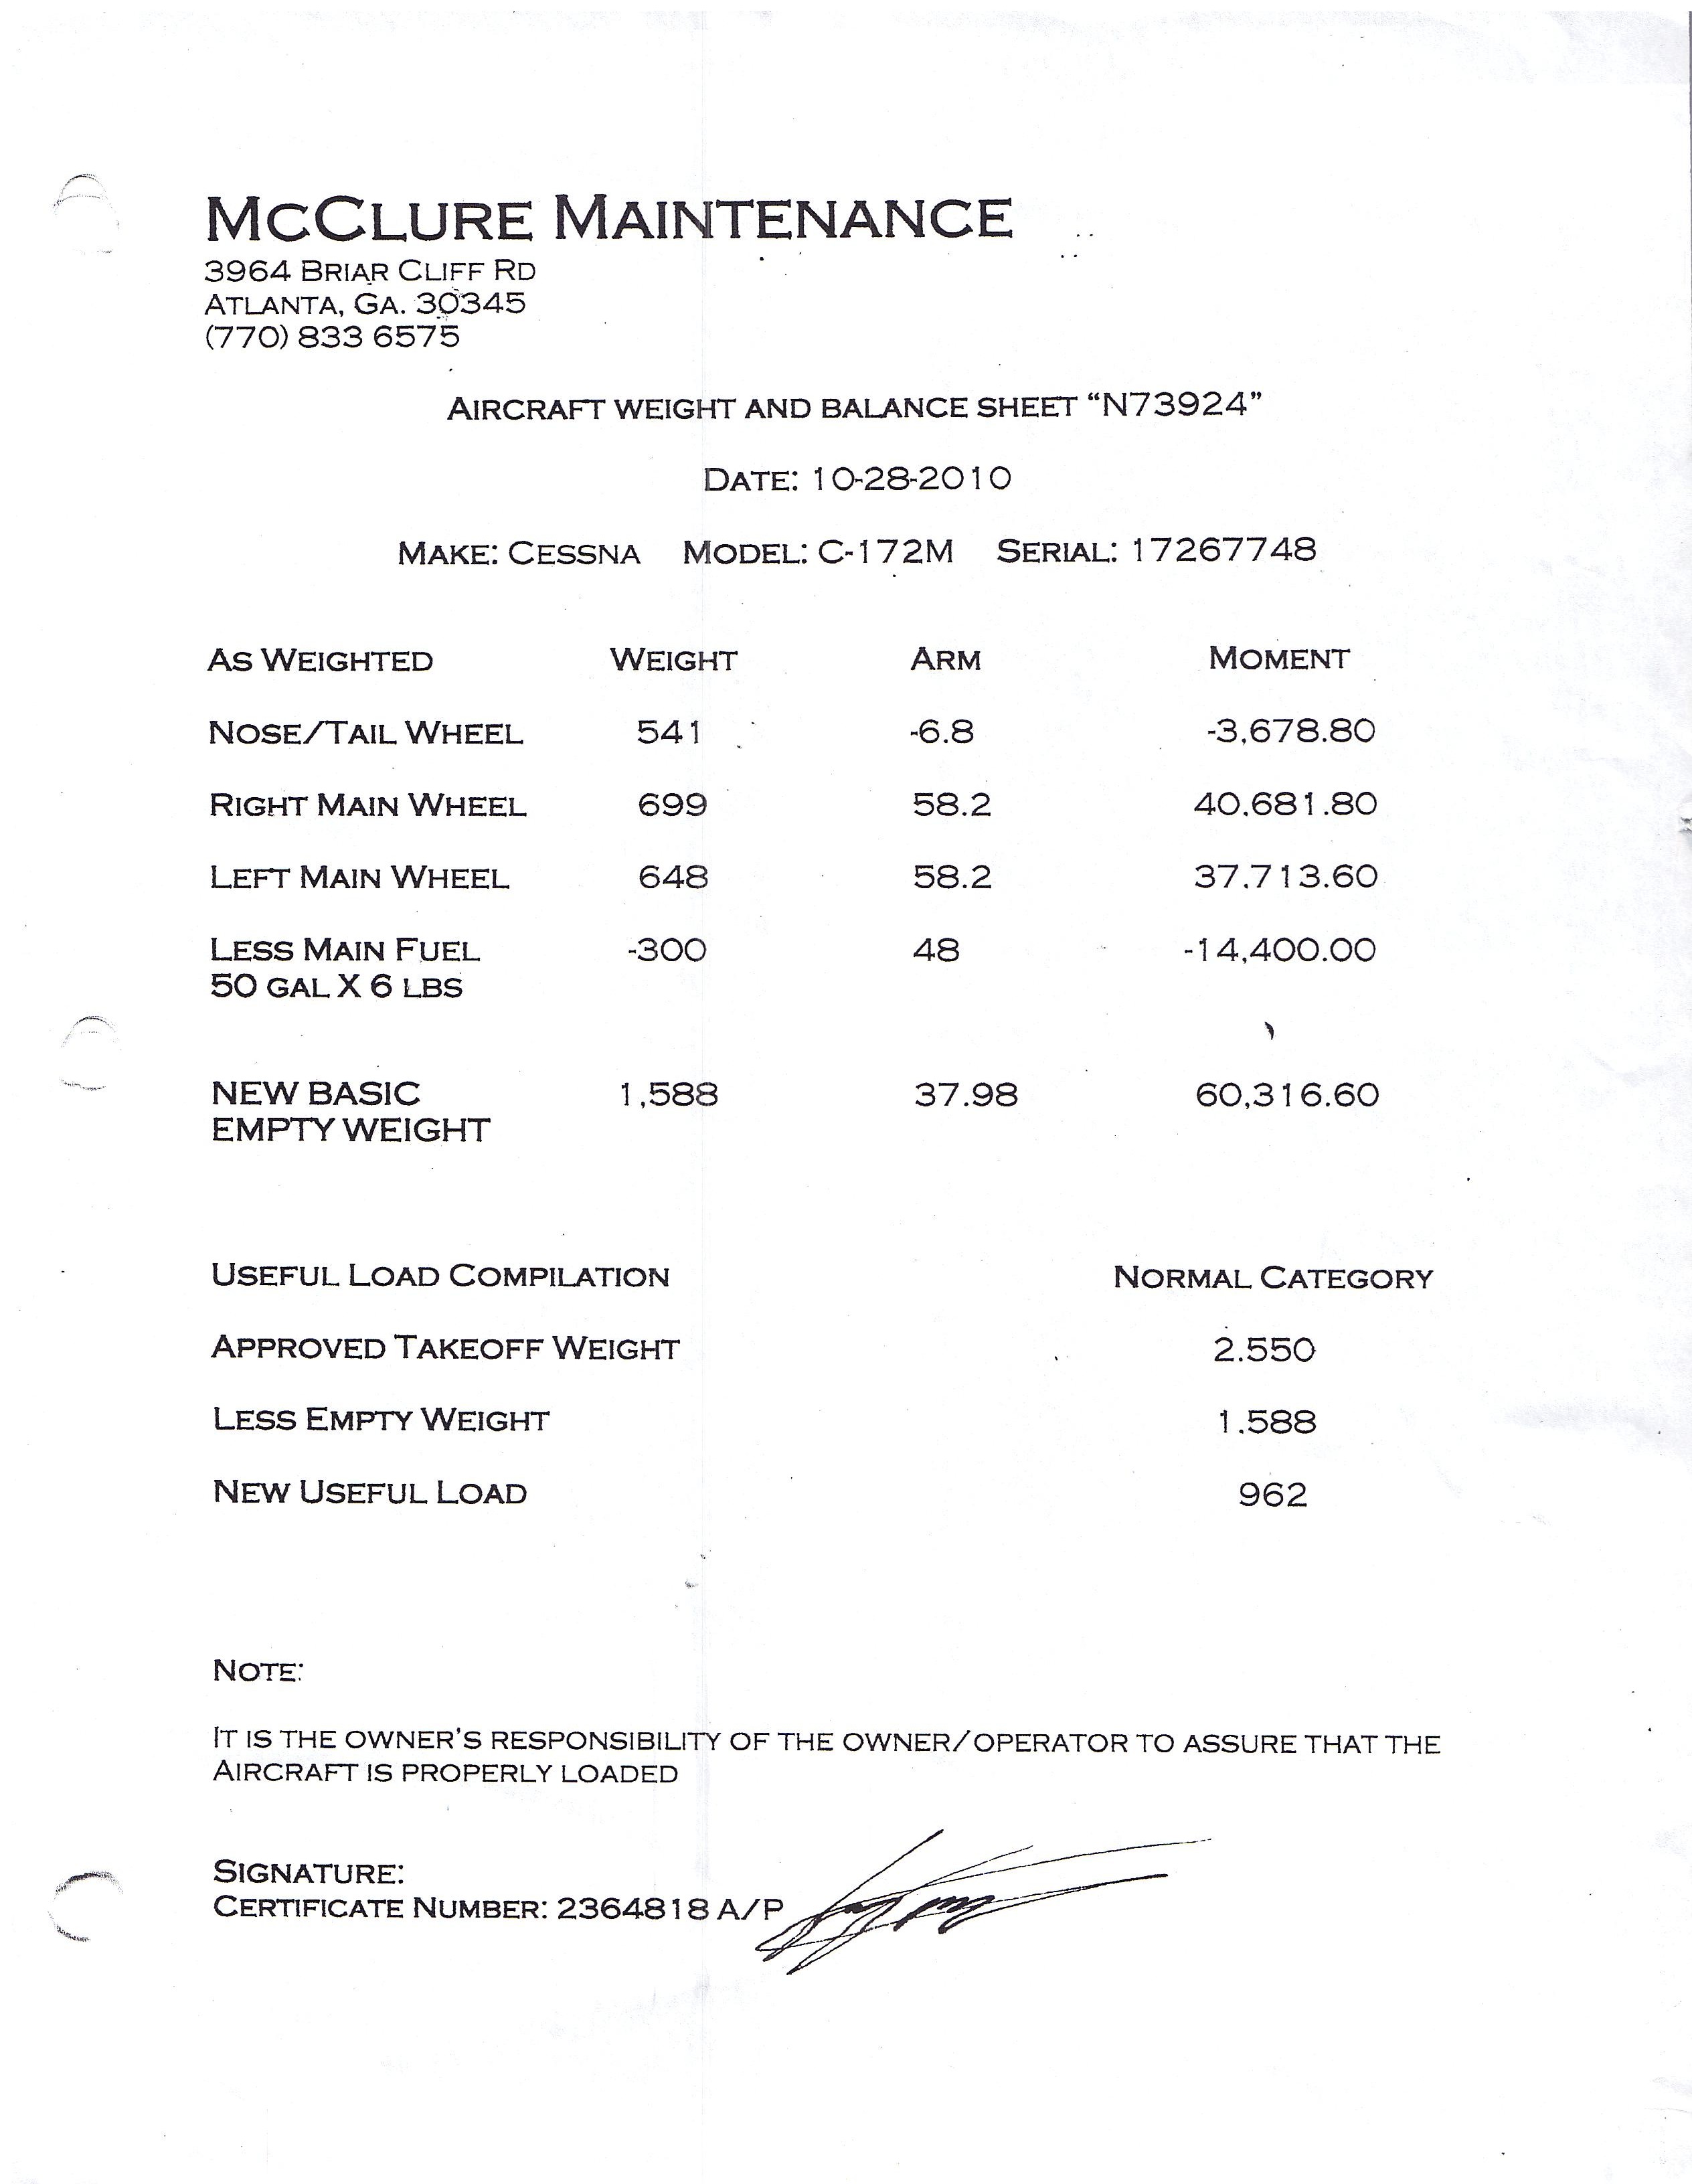 McClure Maintenance
3964 Briar Cliff Rd
Atlanta, GA. 30345
(770) 833 6575
Aircraft weight and balance sheet “N73924”
Date: 10-28-2010
Make: Cessna Model: C-172M Serial: 17267748
As Weighted Weight Arm Moment
Nose/Tail Wheel 541 -6.8 -3,678.80
Right Main Wheel 699 58.2 40,681.80
Left Main Wheel 648 58.2 37,713.60
Less Main Fuel -300 48 -14,400.00
50 gal X 6 lbs
NEW BASIC 1,588 37.98 60,316.60
EMPTY WEIGHT
Useful Load Compilation Normal Category
Approved Takeoff Weight 2.550
Less Empty Weight 1.588
New Useful Load 962
Note:
It is the owner's responsibility of the owner/operator to assure that the
Aircraft is properly loaded
Signature:
Certificate Number: 2364818 A/P